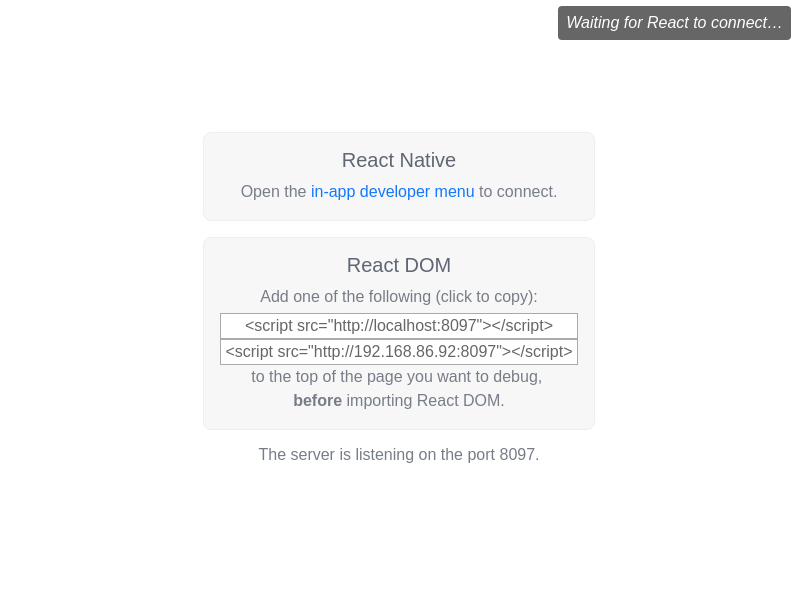 Waiting for React to connect…
React Native
Open the in-app developer menu to connect.
React DOM
Add one of the following (click to copy):
<script src="http://localhost:8097"></script>
<script src="http://192.168.86.92:8097"></script>
to the top of the page you want to debug,
before importing React DOM.
The server is listening on the port 8097.